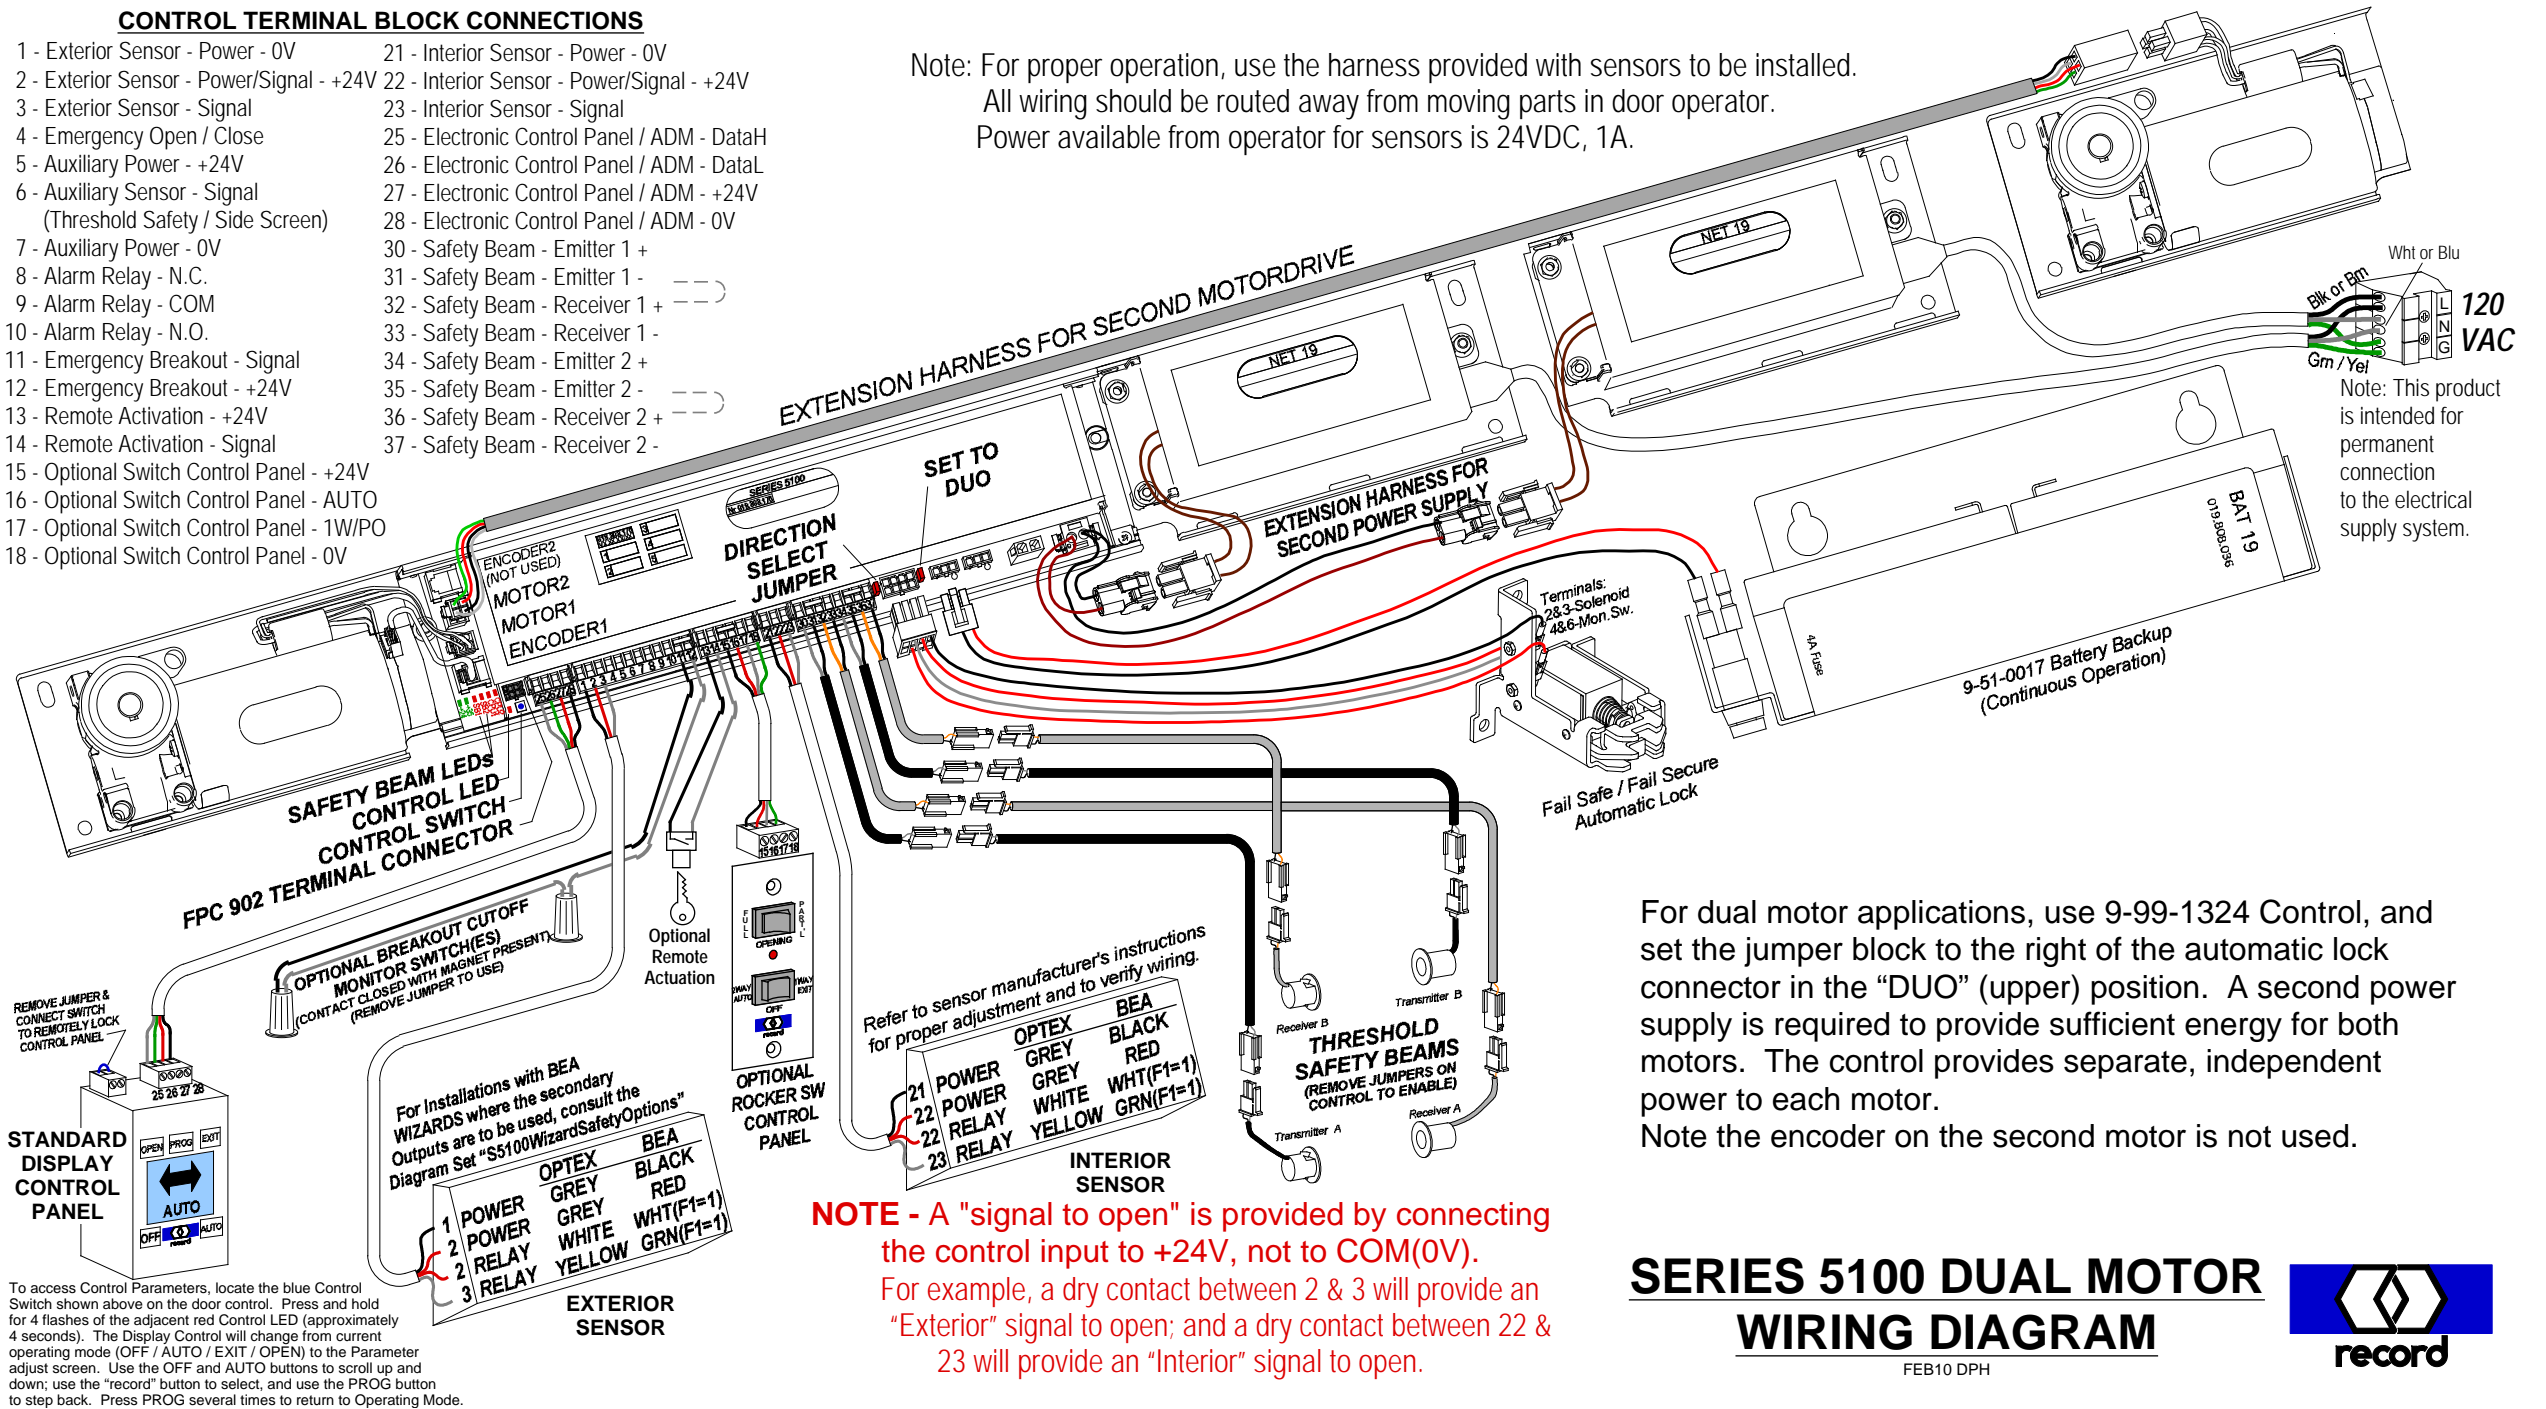 CONTROL TERMINAL BLOCK CONNECTIONS
1 - Exterior Sensor - Power - 0V
2 - Exterior Sensor - Power/Signal - +24V
3 - Exterior Sensor - Signal
4 - Emergency Open / Close
5 - Auxiliary Power - +24V
6 - Auxiliary Sensor - Signal
(Threshold Safety / Side Screen)
7 - Auxiliary Power - 0V
8 - Alarm Relay - N.C.
9 - Alarm Relay - COM
10 - Alarm Relay - N.O.
11 - Emergency Breakout - Signal
12 - Emergency Breakout - +24V
13 - Remote Activation - +24V
14 - Remote Activation - Signal
15 - Optional Switch Control Panel - +24V
16 - Optional Switch Control Panel - AUTO
17 - Optional Switch Control Panel - 1W/PO
18 - Optional Switch Control Panel - 0V
21 - Interior Sensor - Power - 0V
22 - Interior Sensor - Power/Signal - +24V
23 - Interior Sensor - Signal
25 - Electronic Control Panel / ADM - DataH
26 - Electronic Control Panel / ADM - DataL
27 - Electronic Control Panel / ADM - +24V
28 - Electronic Control Panel / ADM - 0V
30 - Safety Beam - Emitter 1 +
31 - Safety Beam - Emitter 1 -
32 - Safety Beam - Receiver 1 +
33 - Safety Beam - Receiver 1 -
34 - Safety Beam - Emitter 2 +
35 - Safety Beam - Emitter 2 -
36 - Safety Beam - Receiver 2 +
37 - Safety Beam - Receiver 2 -
Note: For proper operation, use the harness provided with sensors to be installed.
All wiring should be routed away from moving parts in door operator.
Power available from operator for sensors is 24VDC, 1A.
EXTENSION HARNESS FOR SECOND MOTORDRIVE
NET 19
NET 19
Wht or Blu
Blk or Brn
Grn / Yel
L
N
G
120
VAC
Note: This product
is intended for
permanent
connection
to the electrical
supply system.
SERIES 5100
SET TO
DUO
DIRECTION
SELECT
JUMPER
ENCODER2
(NOT USED)
MOTOR2
MOTOR1
ENCODER1
EXTENSION HARNESS FOR
SECOND POWER SUPPLY
BAT 19
019.808.036
4A Fuse
9-51-0017 Battery Backup
(Continuous Operation)
Terminals:
2&3-Solenoid
4&6-Mon.Sw.
Fail Safe / Fail Secure
Automatic Lock
SAFETY BEAM LEDs
CONTROL LED
CONTROL SWITCH
FPC 902 TERMINAL CONNECTOR
OPTIONAL BREAKOUT CUTOFF
MONITOR SWITCH(ES)
(CONTACT CLOSED WITH MAGNET PRESENT)
(REMOVE JUMPER TO USE)
Optional
Remote
Actuation
15161718
FULL
PART'L
OPENING
2WAY
AUTO
1WAY
EXIT
OFF
record
OPTIONAL
ROCKER SW
CONTROL
PANEL
REMOVE JUMPER &
CONNECT SWITCH
TO REMOTELY LOCK
CONTROL PANEL
25 26 27 28
OPEN
PROG
EXIT
AUTO
OFF
record
AUTO
STANDARD
DISPLAY
CONTROL
PANEL
For Installations with BEA
WIZARDS where the secondary
Outputs are to be used, consult the
Diagram Set "S5100WizardSafetyOptions"
OPTEX BEA
1 POWER GREY BLACK
2 POWER GREY RED
2 RELAY WHITE WHT(F1=1)
3 RELAY YELLOW GRN(F1=1)
EXTERIOR
SENSOR
Refer to sensor manufacturer's instructions
for proper adjustment and to verify wiring.
OPTEX BEA
21 POWER GREY BLACK
22 POWER GREY RED
22 RELAY WHITE WHT(F1=1)
23 RELAY YELLOW GRN(F1=1)
INTERIOR
SENSOR
Receiver B
Transmitter B
THRESHOLD
SAFETY BEAMS
(REMOVE JUMPERS ON
CONTROL TO ENABLE)
Receiver A
Transmitter A
To access Control Parameters, locate the blue Control
Switch shown above on the door control. Press and hold
for 4 flashes of the adjacent red Control LED (approximately
4 seconds). The Display Control will change from current
operating mode (OFF / AUTO / EXIT / OPEN) to the Parameter
adjust screen. Use the OFF and AUTO buttons to scroll up and
down; use the “record” button to select, and use the PROG button
to step back. Press PROG several times to return to Operating Mode.
NOTE - A "signal to open" is provided by connecting
the control input to +24V, not to COM(0V).
For example, a dry contact between 2 & 3 will provide an
“Exterior” signal to open; and a dry contact between 22 &
23 will provide an “Interior” signal to open.
For dual motor applications, use 9-99-1324 Control, and
set the jumper block to the right of the automatic lock
connector in the “DUO” (upper) position. A second power
supply is required to provide sufficient energy for both
motors. The control provides separate, independent
power to each motor.
Note the encoder on the second motor is not used.
SERIES 5100 DUAL MOTOR
WIRING DIAGRAM
FEB10 DPH
record